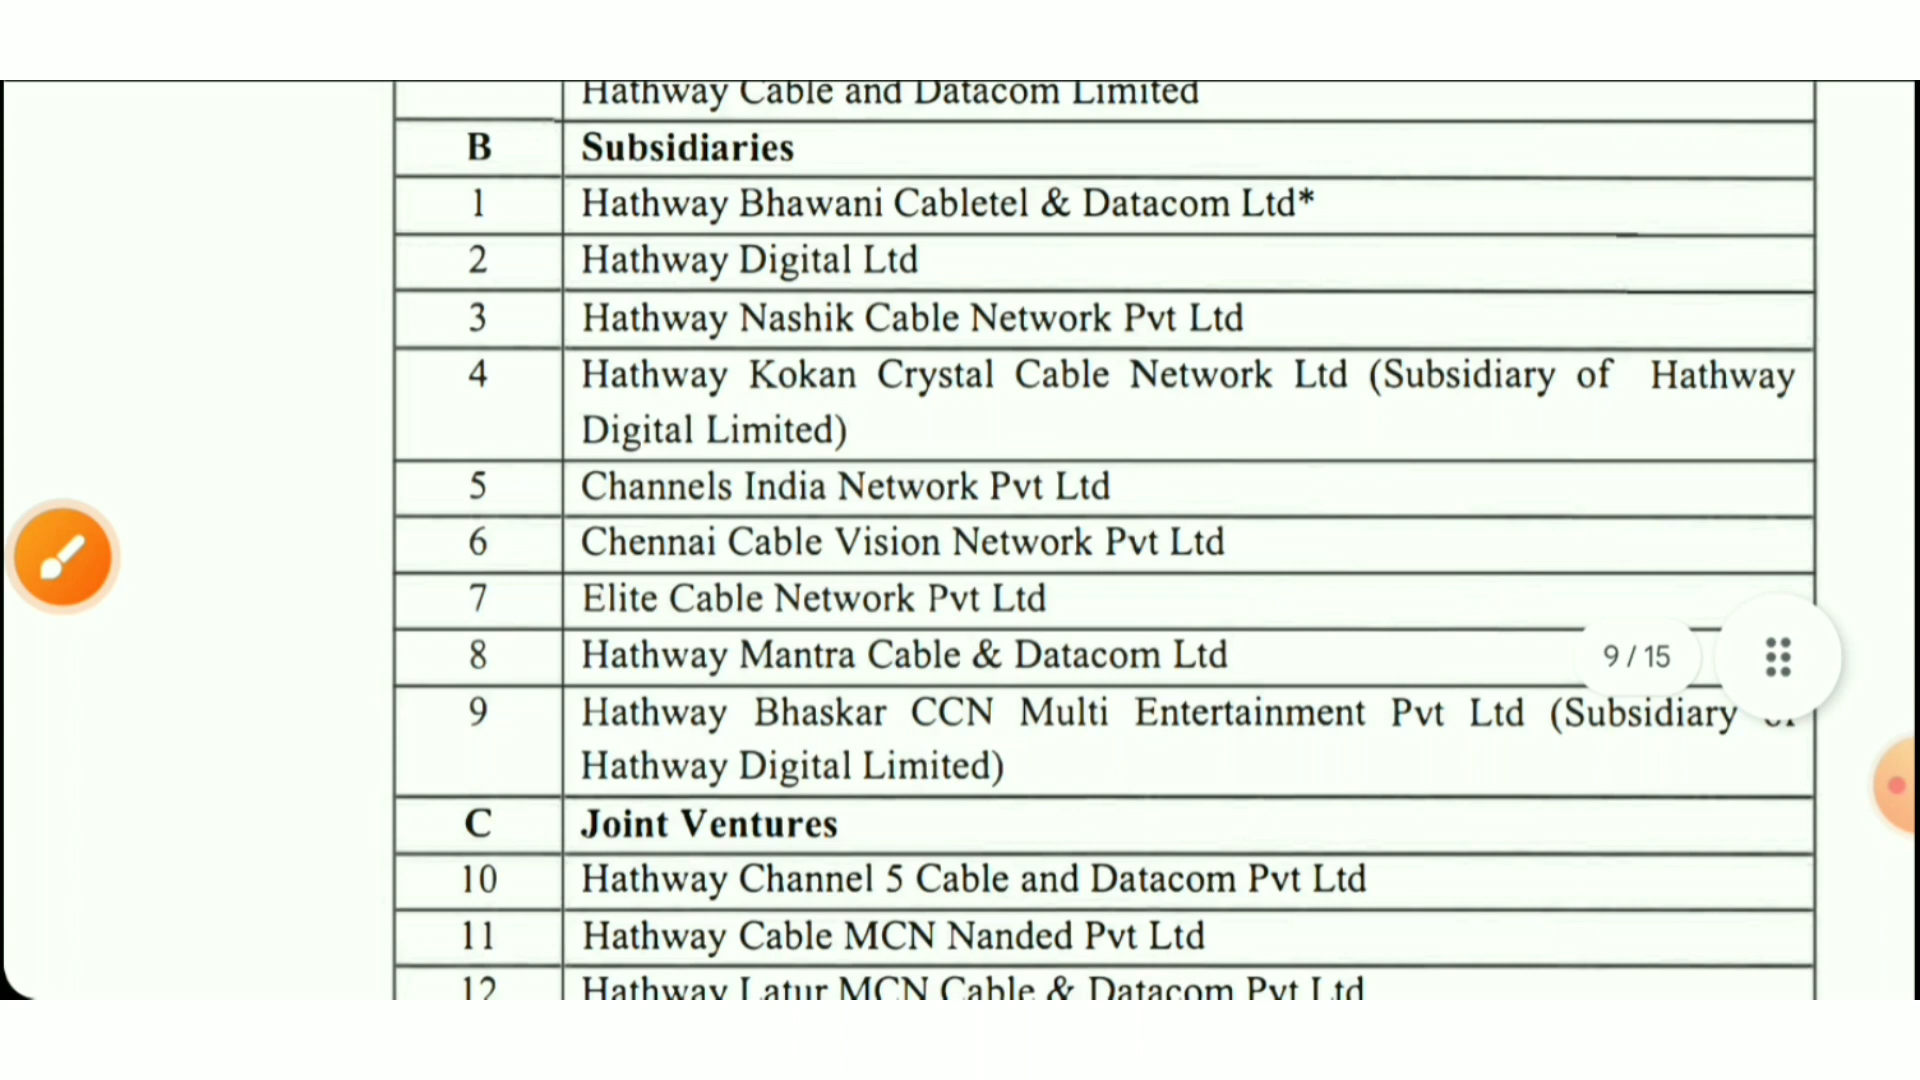 Hathway Cable and Datacom Limited
B Subsidiaries
1 Hathway Bhawani Cabletel & Datacom Ltd*
2 Hathway Digital Ltd
3 Hathway Nashik Cable Network Pvt Ltd
4 Hathway Kokan Crystal Cable Network Ltd (Subsidiary of Hathway
Digital Limited)
5 Channels India Network Pvt Ltd
6 Chennai Cable Vision Network Pvt Ltd
7 Elite Cable Network Pvt Ltd
8 Hathway Mantra Cable & Datacom Ltd
9 / 15
9 Hathway Bhaskar CCN Multi Entertainment Pvt Ltd (Subsidiary of
Hathway Digital Limited)
C Joint Ventures
10 Hathway Channel 5 Cable and Datacom Pvt Ltd
11 Hathway Cable MCN Nanded Pvt Ltd
12 Hathway Latur MCN Cable & Datacom Pvt Ltd